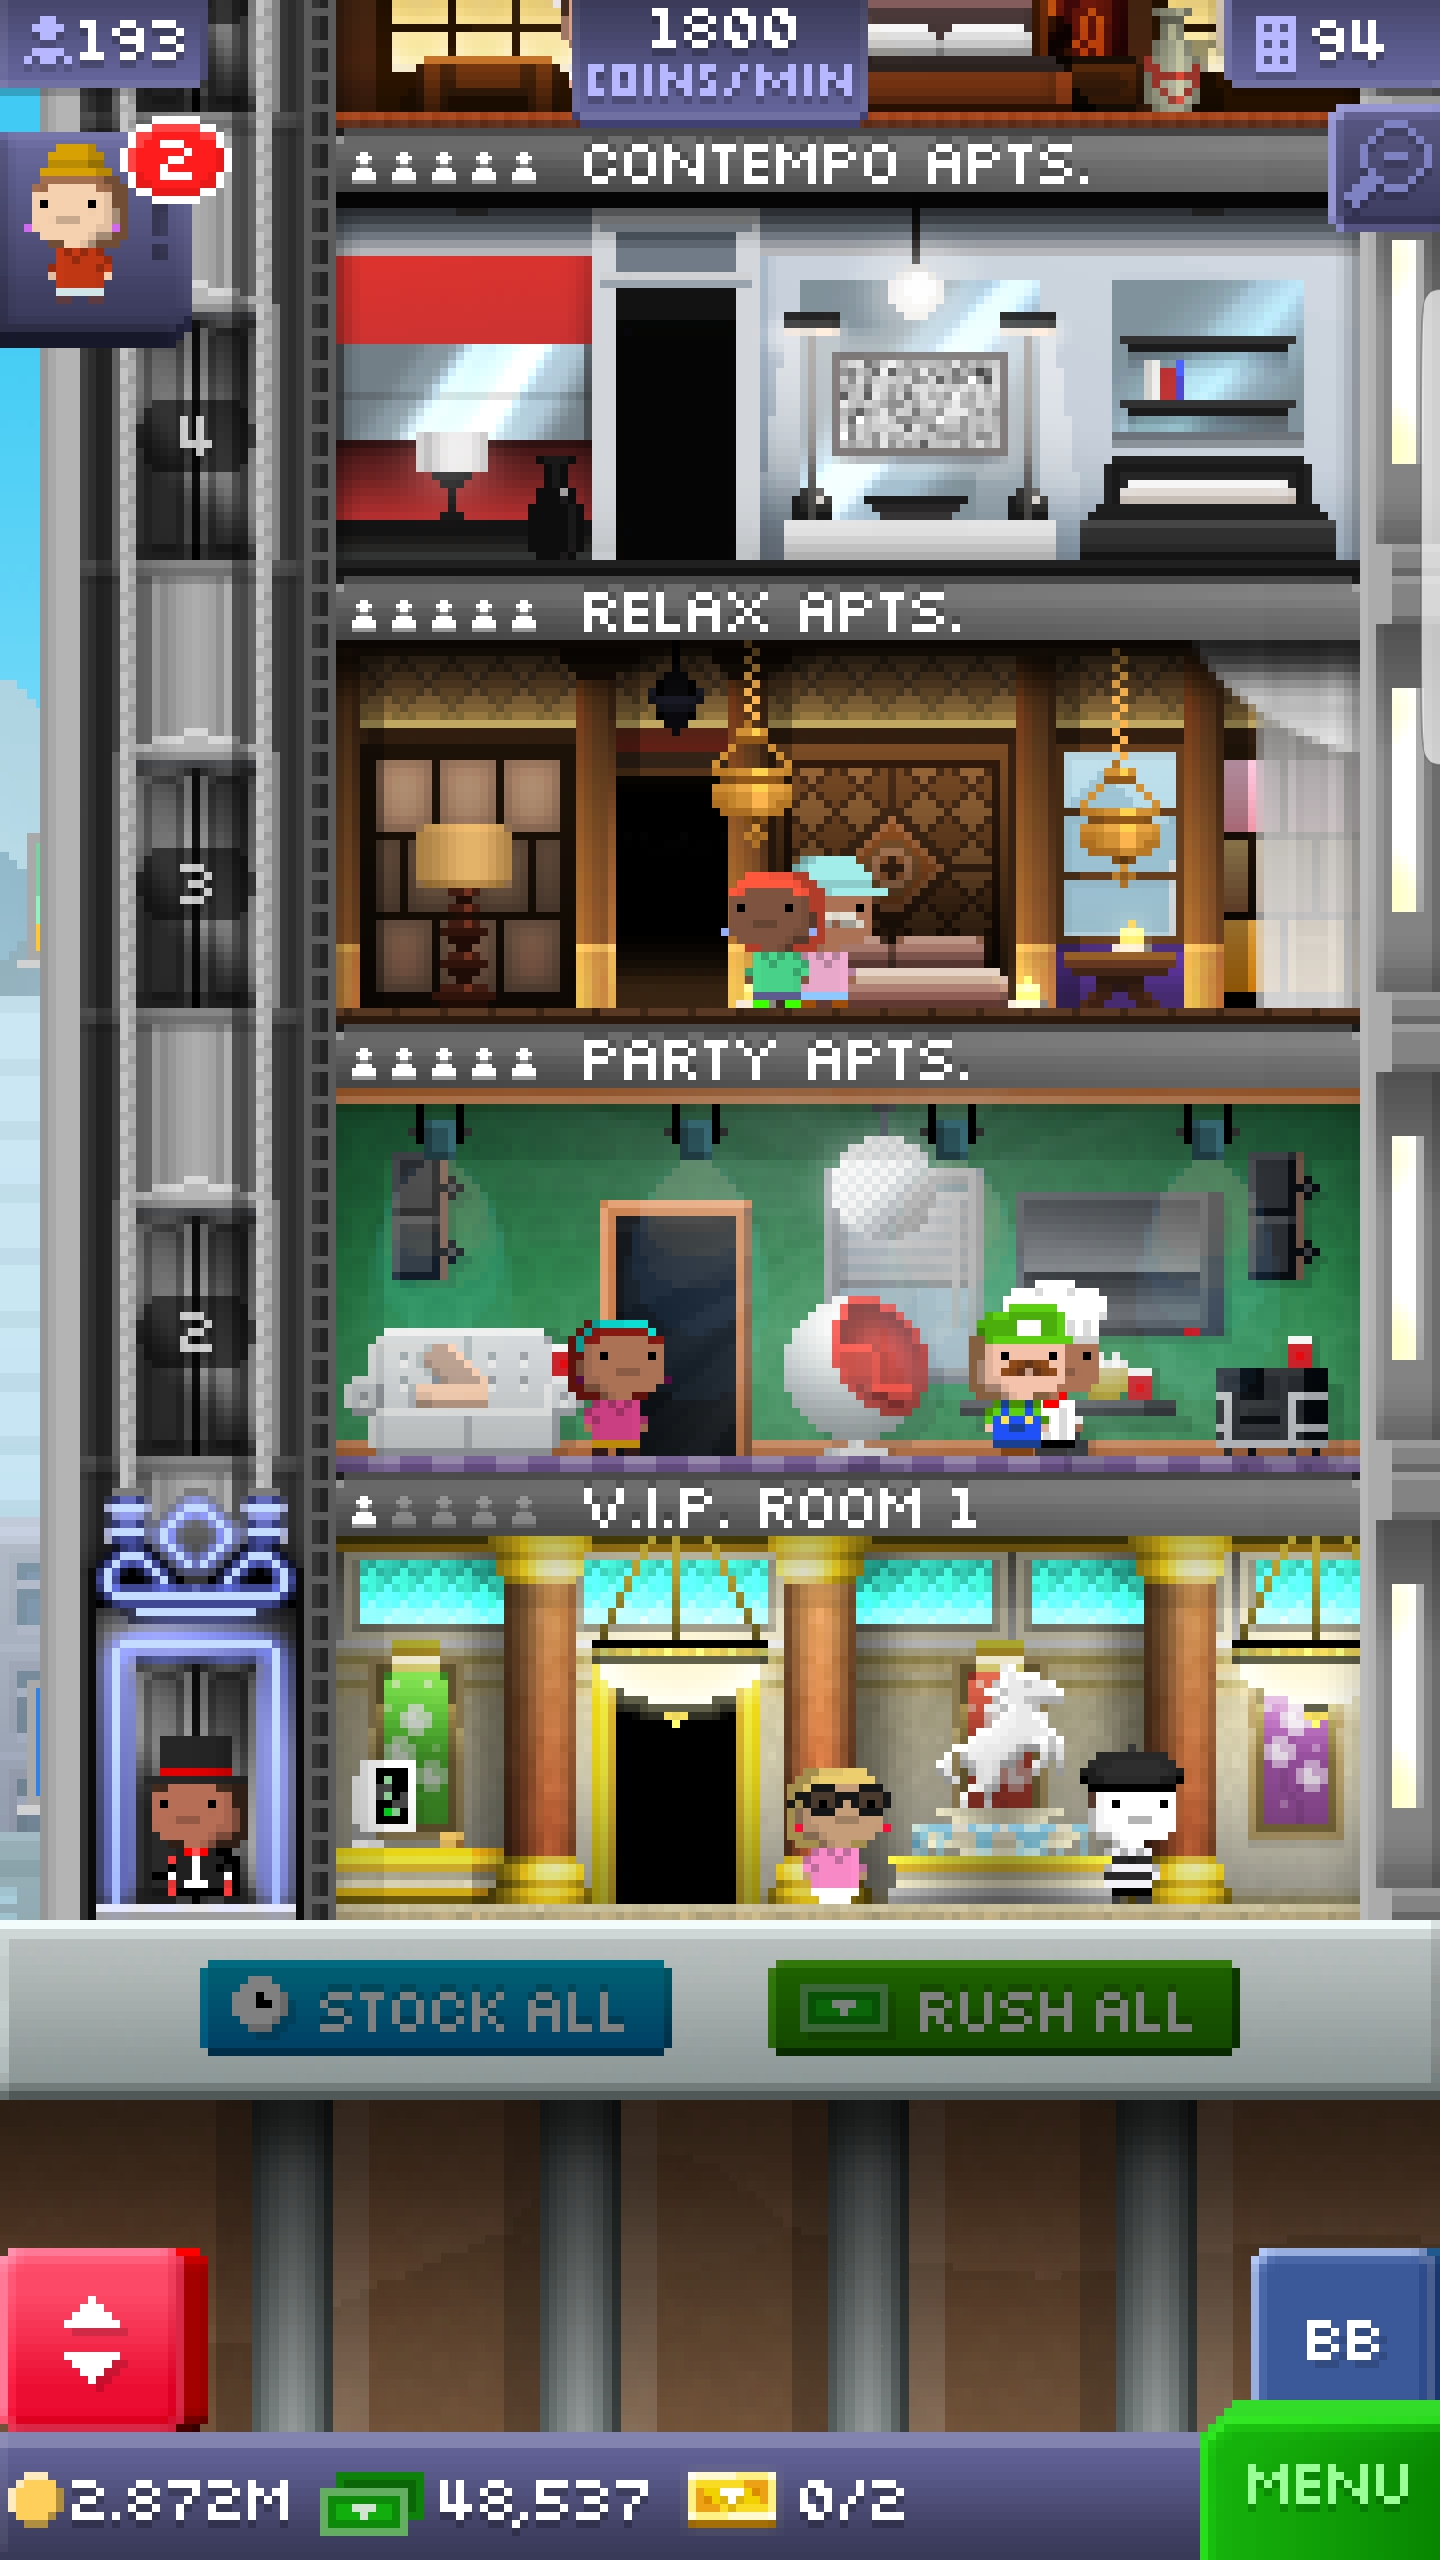 193
1800
COINS/MIN
94
2
CONTEMPO APTS.
4
RELAX APTS.
3
PARTY APTS.
2
V.I.P. ROOM 1
1
STOCK ALL
RUSH ALL
BB
2.872M
48,537
0/2
MENU